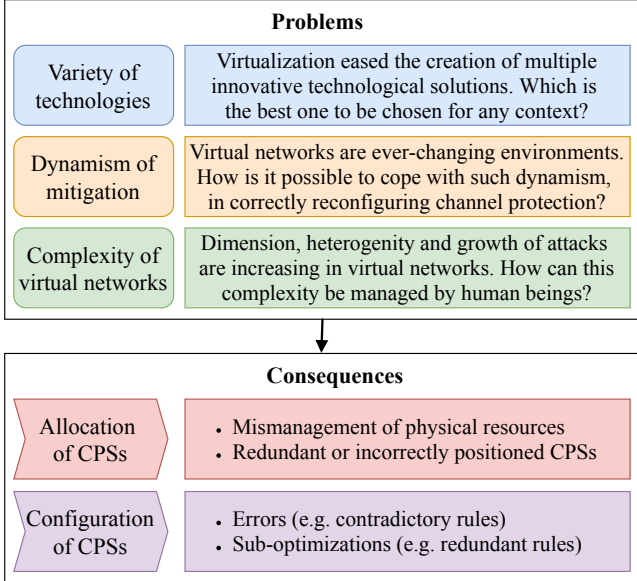 Problems
Variety of
technologies
Virtualization eased the creation of multiple
innovative technological solutions. Which is
the best one to be chosen for any context?
Dynamism of
mitigation
Virtual networks are ever-changing environments.
How is it possible to cope with such dynamism,
in correctly reconfiguring channel protection?
Complexity of
virtual networks
Dimension, heterogenity and growth of attacks
are increasing in virtual networks. How can this
complexity be managed by human beings?
Consequences
Allocation
of CPSs
• Mismanagement of physical resources
• Redundant or incorrectly positioned CPSs
Configuration
of CPSs
• Errors (e.g. contradictory rules)
• Sub-optimizations (e.g. redundant rules)